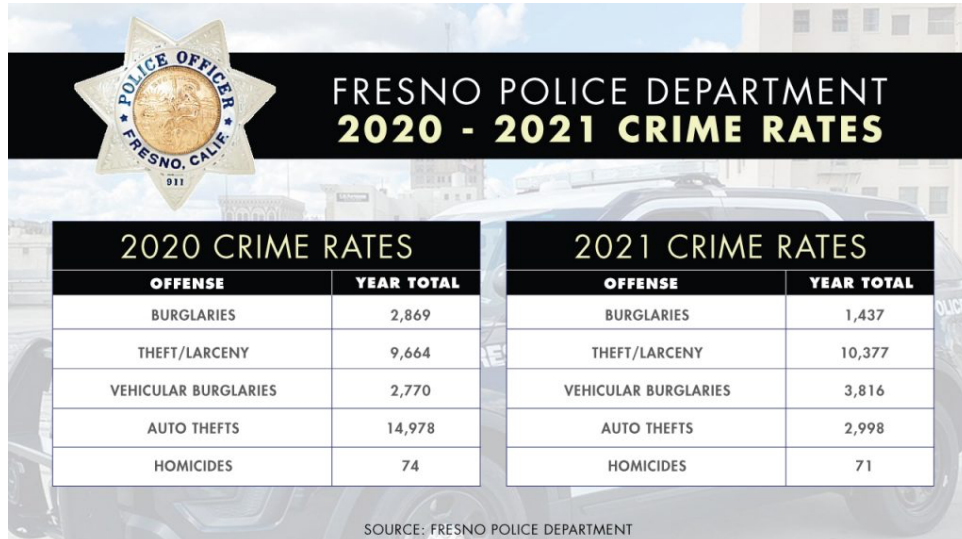 POLICE OFFICER
FRESNO, CALIF.
911
FRESNO POLICE DEPARTMENT
2020 - 2021 CRIME RATES
2020 CRIME RATES
OFFENSE YEAR TOTAL
BURGLARIES 2,869
THEFT/LARCENY 9,664
VEHICULAR BURGLARIES 2,770
AUTO THEFTS 14,978
HOMICIDES 74
2021 CRIME RATES
OFFENSE YEAR TOTAL
BURGLARIES 1,437
THEFT/LARCENY 10,377
VEHICULAR BURGLARIES 3,816
AUTO THEFTS 2,998
HOMICIDES 71
SOURCE: FRESNO POLICE DEPARTMENT